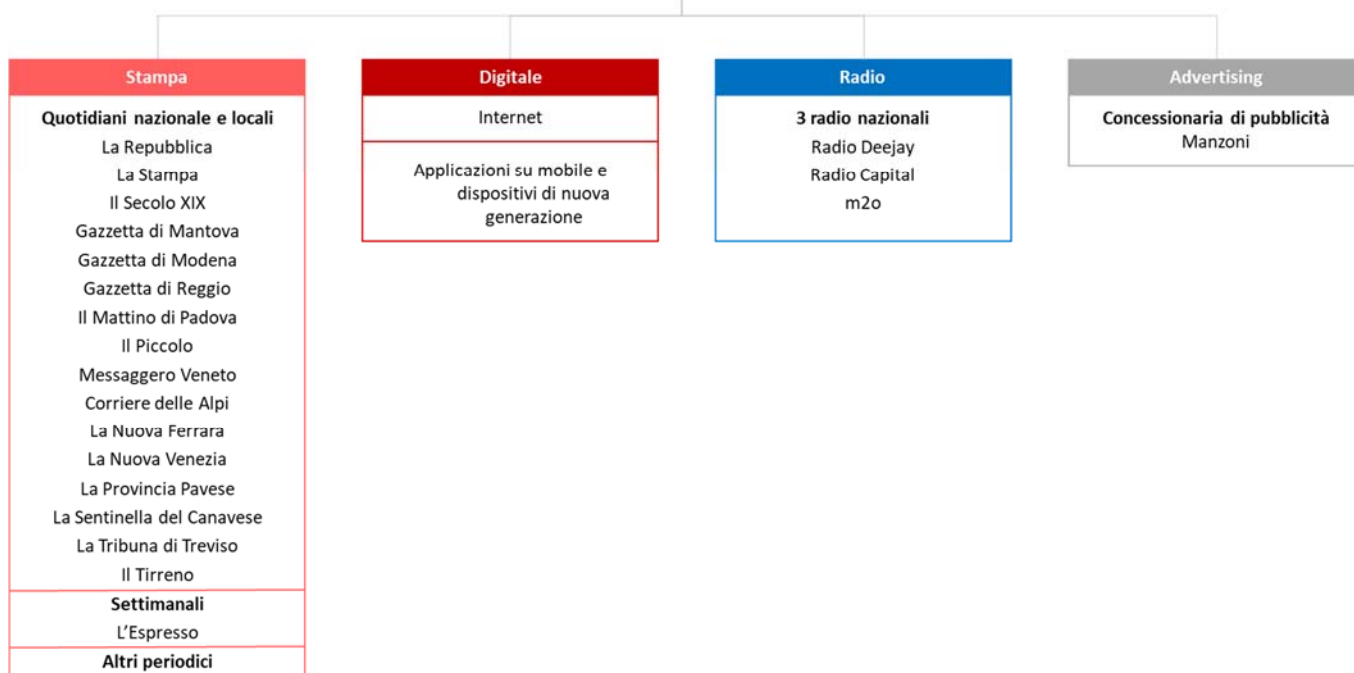 Stampa
Quotidiani nazionale e locali
La Repubblica
La Stampa
Il Secolo XIX
Gazzetta di Mantova
Gazzetta di Modena
Gazzetta di Reggio
Il Mattino di Padova
Il Piccolo
Messaggero Veneto
Corriere delle Alpi
La Nuova Ferrara
La Nuova Venezia
La Provincia Pavese
La Sentinella del Canavese
La Tribuna di Treviso
Il Tirreno
Settimanali
L'Espresso
Altri periodici
Digitale
Internet
Applicazioni su mobile e
dispositivi di nuova
generazione
Radio
3 radio nazionali
Radio Deejay
Radio Capital
m2o
Advertising
Concessionaria di pubblicità
Manzoni